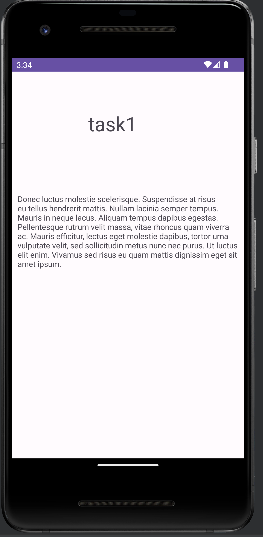 3:34
task1
Donec luctus molestie scelerisque. Suspendisse at risus
eu tellus hendrerit mattis. Nullam lacinia semper tempus.
Mauris in neque lacus. Aliquam tempus dapibus egestas.
Pellentesque rutrum velit massa, vitae rhoncus quam viverra
ac. Mauris efficitur, lectus eget molestie dapibus, tortor urna
vulputate velit, sed sollicitudin metus nunc nec purus. Ut luctus
elit enim. Vivamus sed risus eu quam mattis dignissim eget sit
amet ipsum.